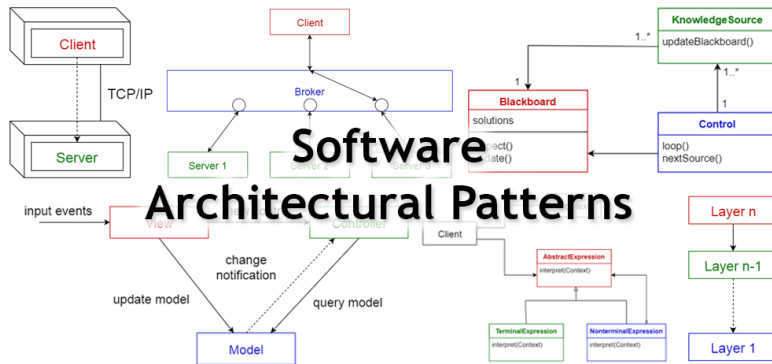 Client
TCP/IP
Server
Client
Broker
Server 1
Server 2
KnowledgeSource
updateBlackboard()
1..*
1
1..*
1
Blackboard
solutions
Control
loop()
nextSource()
Software
Architectural Patterns
input events
View
Controller
change
notification
update model
query model
Model
Client
AbstractExpression
interpret(Context)
TerminalExpression
interpret(Context)
NonterminalExpression
interpret(Context)
Layer n
Layer n-1
Layer 1